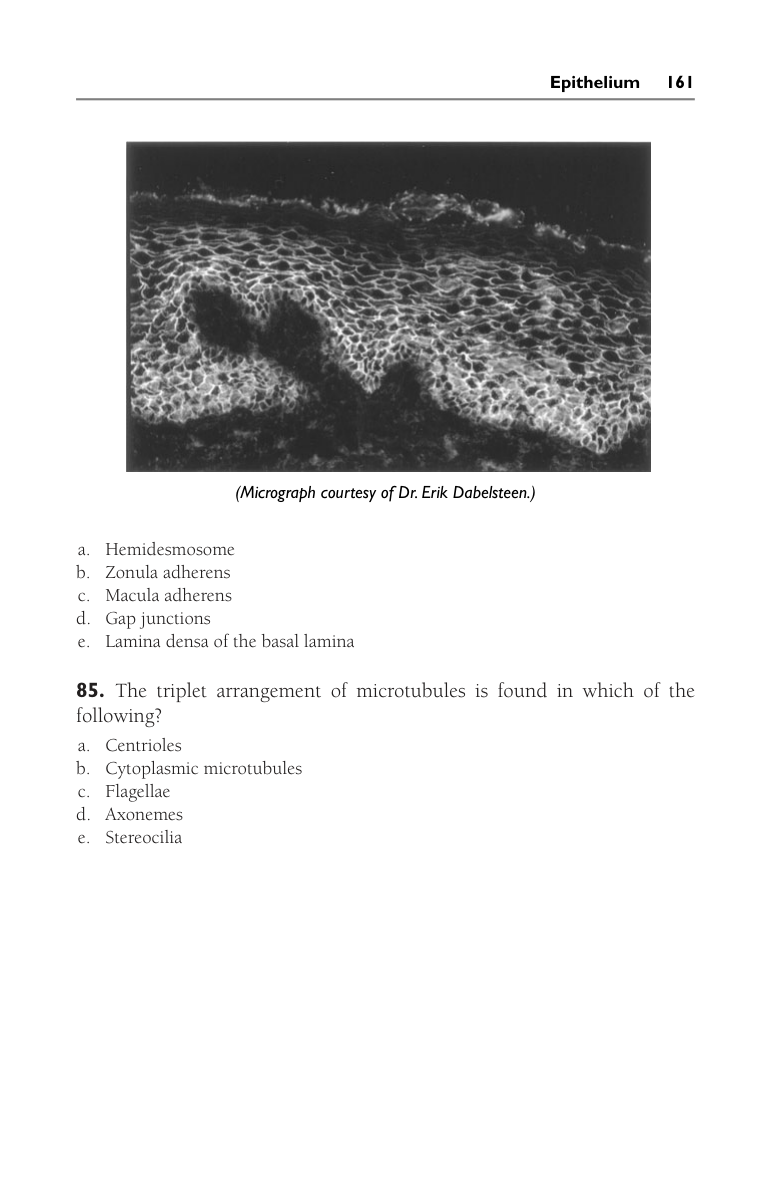 Epithelium 161
(Micrograph courtesy of Dr. Erik Dabelsteen.)
a. Hemidesmosome
b. Zonula adherens
c. Macula adherens
d. Gap junctions
e. Lamina densa of the basal lamina
85. The triplet arrangement of microtubules is found in which of the
following?
a. Centrioles
b. Cytoplasmic microtubules
c. Flagellae
d. Axonemes
e. Stereocilia